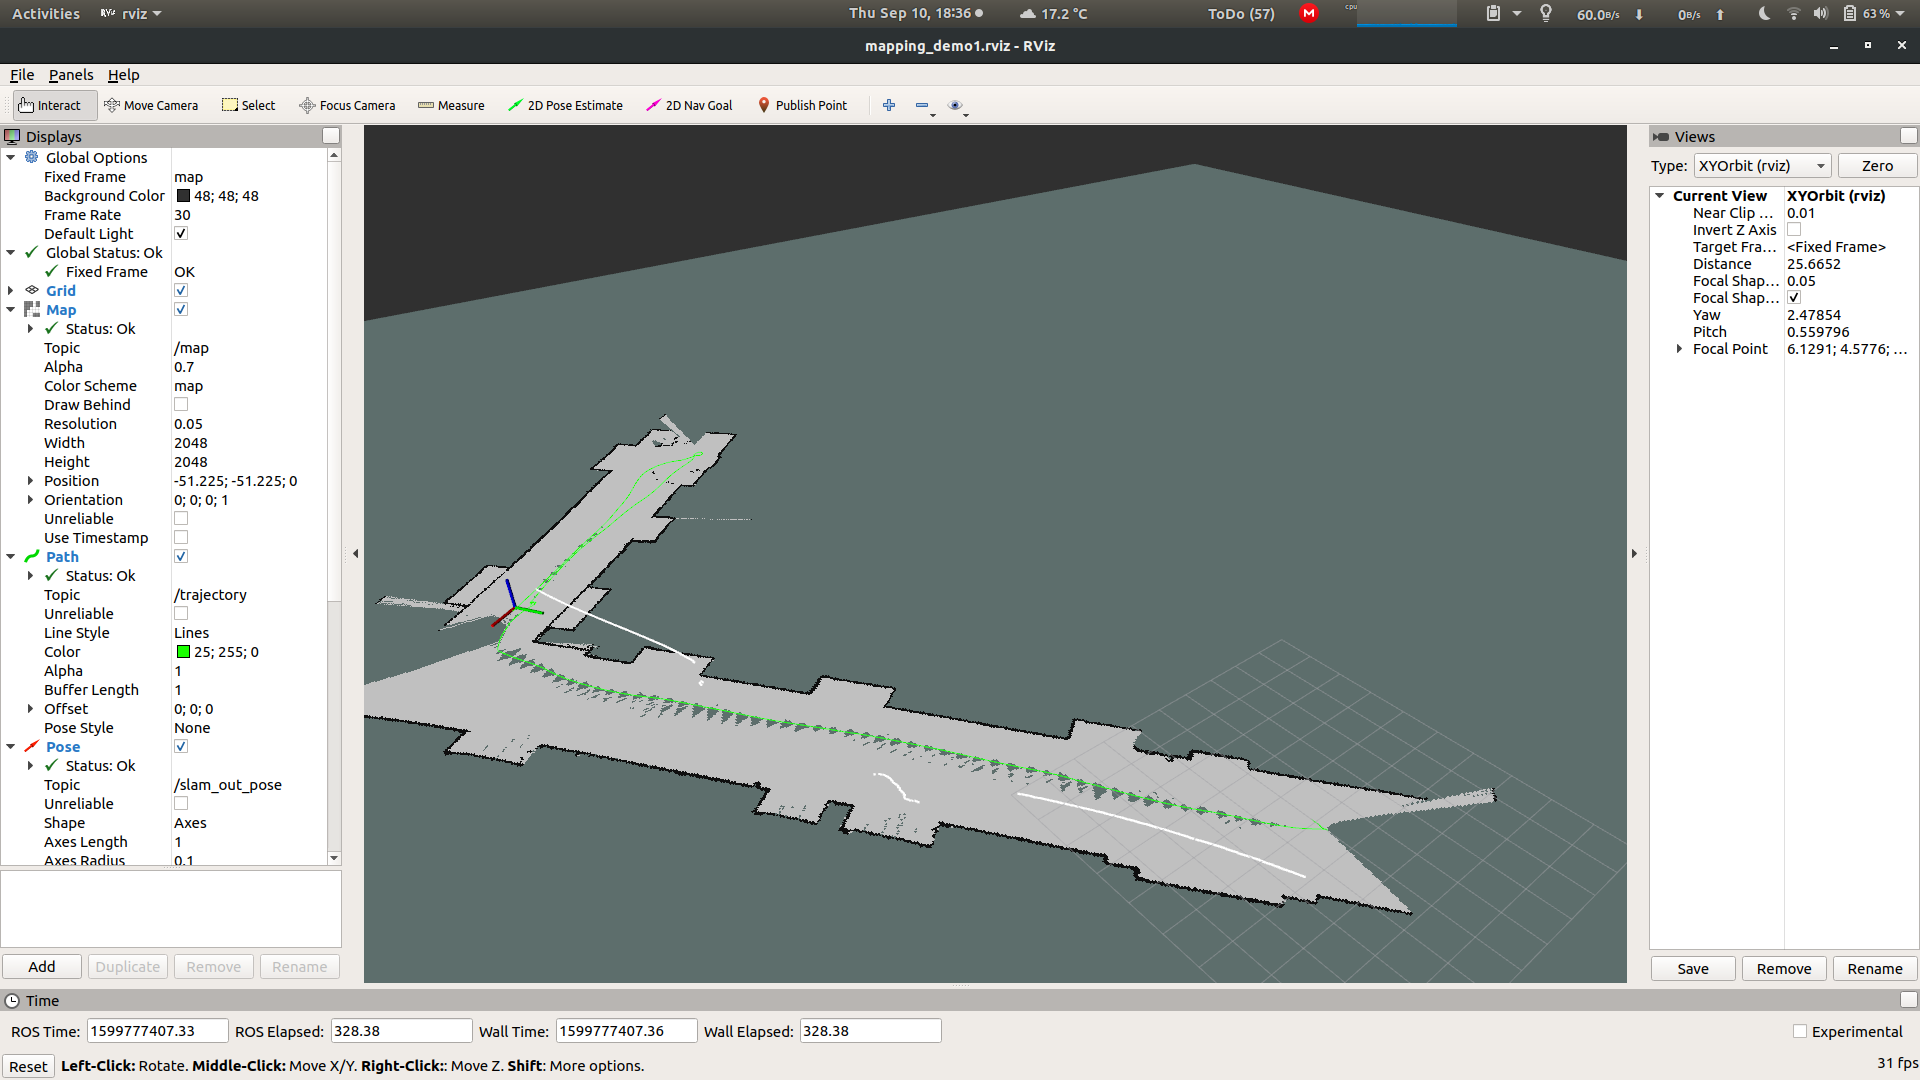 Activities RViz rviz Thu Sep 10, 18:36 17.2 °C ToDo (57) M cpu 60.0B/s 0B/s 63 %
mapping_demo1.rviz - RViz
File Panels Help
Interact Move Camera Select Focus Camera Measure 2D Pose Estimate 2D Nav Goal Publish Point
Displays
Global Options
Fixed Frame map
Background Color 48; 48; 48
Frame Rate 30
Default Light
Global Status: Ok
Fixed Frame OK
Grid
Map
Status: Ok
Topic /map
Alpha 0.7
Color Scheme map
Draw Behind
Resolution 0.05
Width 2048
Height 2048
Position -51.225; -51.225; 0
Orientation 0; 0; 0; 1
Unreliable
Use Timestamp
Path
Status: Ok
Topic /trajectory
Unreliable
Line Style Lines
Color 25; 255; 0
Alpha 1
Buffer Length 1
Offset 0; 0; 0
Pose Style None
Pose
Status: Ok
Topic /slam_out_pose
Unreliable
Shape Axes
Axes Length 1
Axes Radius 0.1
Add Duplicate Remove Rename
Views
Type: XYOrbit (rviz) Zero
Current View XYOrbit (rviz)
Near Clip ... 0.01
Invert Z Axis
Target Fra... <Fixed Frame>
Distance 25.6652
Focal Shap... 0.05
Focal Shap...
Yaw 2.47854
Pitch 0.559796
Focal Point 6.1291; 4.5776; ...
Save Remove Rename
Time
ROS Time: 1599777407.33 ROS Elapsed: 328.38 Wall Time: 1599777407.36 Wall Elapsed: 328.38 Experimental
Reset Left-Click: Rotate. Middle-Click: Move X/Y. Right-Click:: Move Z. Shift: More options. 31 fps